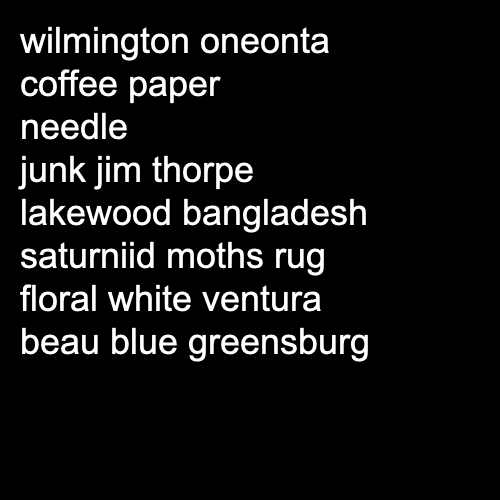 wilmington oneonta
coffee paper
needle
junk jim thorpe
lakewood bangladesh
saturniid moths rug
floral white ventura
beau blue greensburg